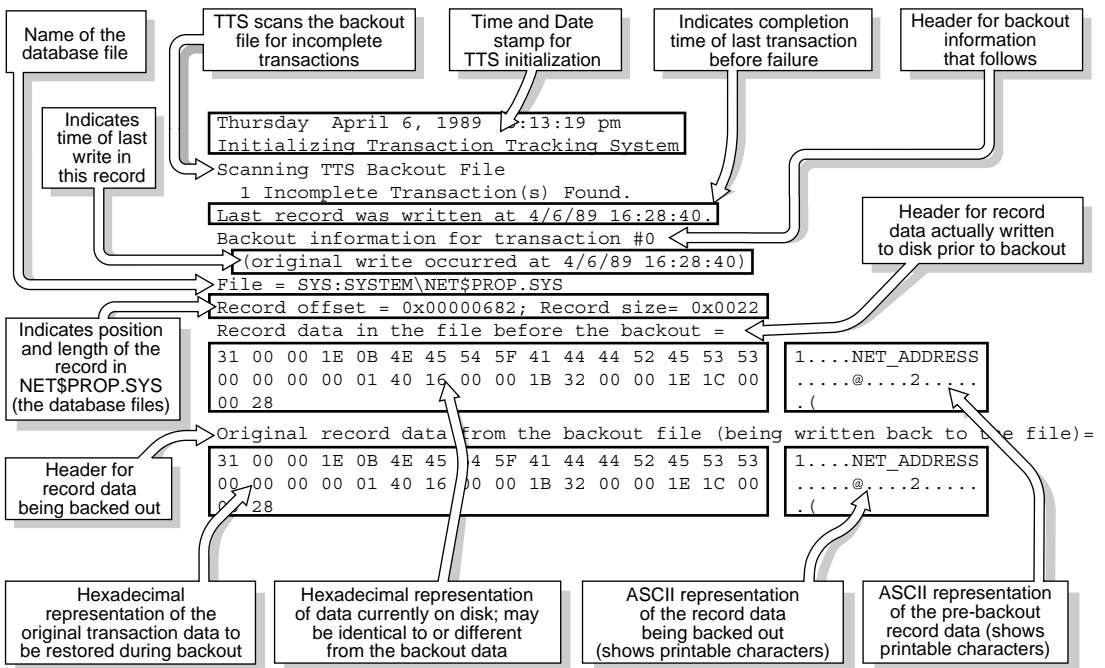 Name of the
database file
TTS scans the backout
file for incomplete
transactions
Time and Date
stamp for
TTS initialization
Indicates completion
time of last transaction
before failure
Header for backout
information
that follows
Indicates
time of last
write in
this record
Thursday April 6, 1989 :13:19 pm
Initializing Transaction Tracking System
Scanning TTS Backout File
1 Incomplete Transaction(s) Found.
Last record was written at 4/6/89 16:28:40.
Backout information for transaction #0
(original write occurred at 4/6/89 16:28:40)
File = SYS:SYSTEM\NET$PROP.SYS
Record offset = 0x00000682; Record size= 0x0022
Record data in the file before the backout =
Header for record
data actually written
to disk prior to backout
Indicates position
and length of the
record in
NET$PROP.SYS
(the database files)
31 00 00 1E 0B 4E 45 54 5F 41 44 44 52 45 53 53 1....NET_ADDRESS
00 00 00 00 01 40 16 00 00 1B 32 00 00 1E 1C 00 .....@....2.....
00 28 .(
Original record data from the backout file (being written back to the file)=
31 00 00 1E 0B 4E 45 54 5F 41 44 44 52 45 53 53 1....NET_ADDRESS
00 00 00 00 01 40 16 00 00 1B 32 00 00 1E 1C 00 .....@....2.....
00 28 .(
Header for
record data
being backed out
Hexadecimal
representation of the
original transaction data to
be restored during backout
Hexadecimal representation
of data currently on disk; may
be identical to or different
from the backout data
ASCII representation
of the record data
being backed out
(shows printable characters)
ASCII representation
of the pre-backout
record data (shows
printable characters)